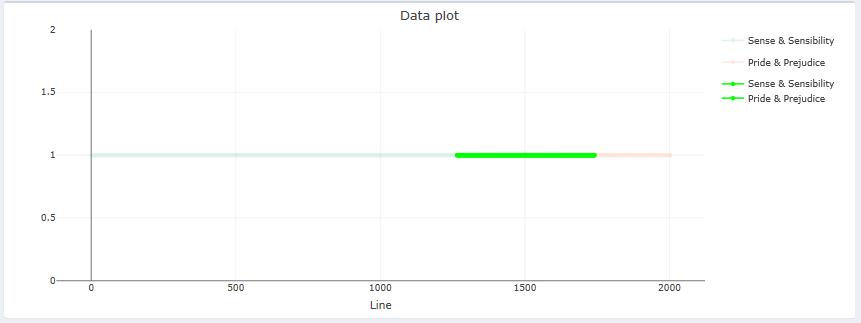 Data plot
2
1.5
1
0.5
0
0
500
1000
1500
2000
Line
Sense & Sensibility
Pride & Prejudice
Sense & Sensibility
Pride & Prejudice